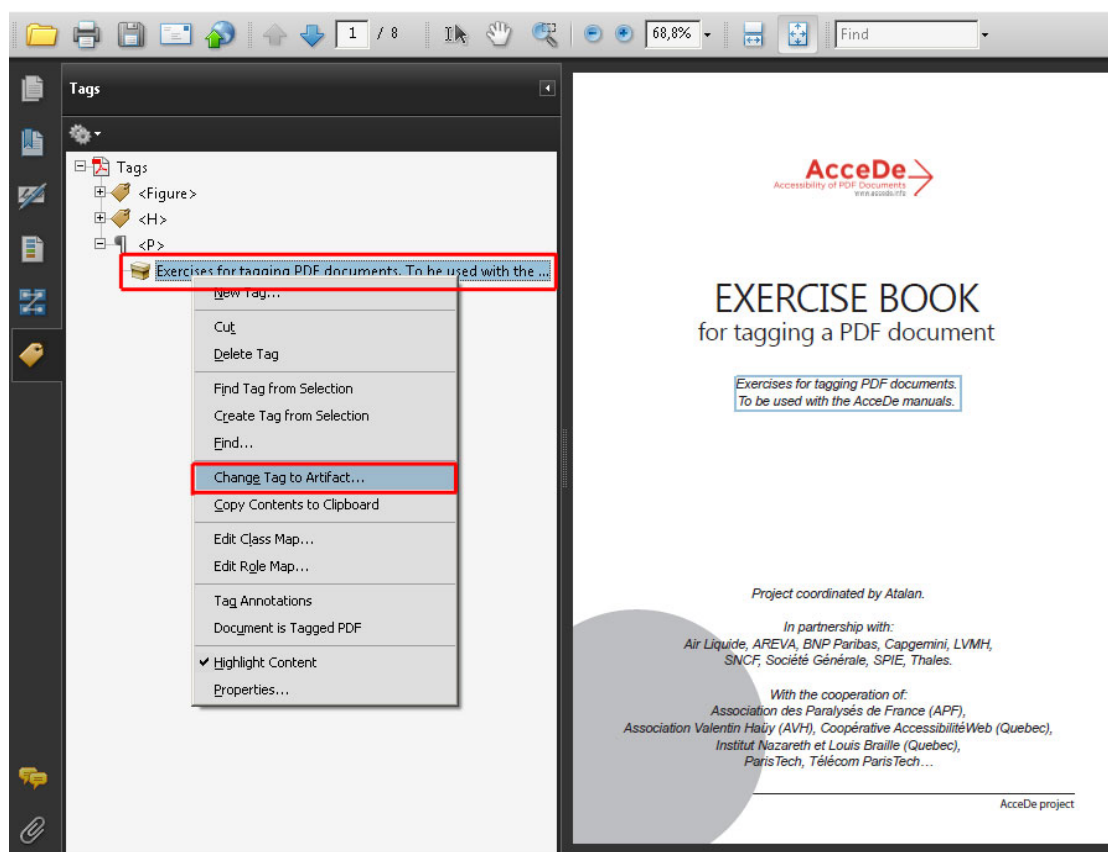 1 / 8
68,8%
Find
Tags
Tags
<Figure>
<H>
<P>
Exercises for tagging PDF documents. To be used with the ...
New Tag...
Cut
Delete Tag
Find Tag from Selection
Create Tag from Selection
Find...
Change Tag to Artifact...
Copy Contents to Clipboard
Edit Class Map...
Edit Role Map...
Tag Annotations
Document is Tagged PDF
Highlight Content
Properties...
AcceDe
Accessibility of PDF Documents
www.accede.info
EXERCISE BOOK
for tagging a PDF document
Exercises for tagging PDF documents.
To be used with the AcceDe manuals.
Project coordinated by Atalan.
In partnership with:
Air Liquide, AREVA, BNP Paribas, Capgemini, LVMH,
SNCF, Société Générale, SPIE, Thales.
With the cooperation of:
Association des Paralysés de France (APF),
Association Valentin Haüy (AVH), Coopérative AccessibilitéWeb (Quebec),
Institut Nazareth et Louis Braille (Quebec),
ParisTech, Télécom ParisTech…
AcceDe project